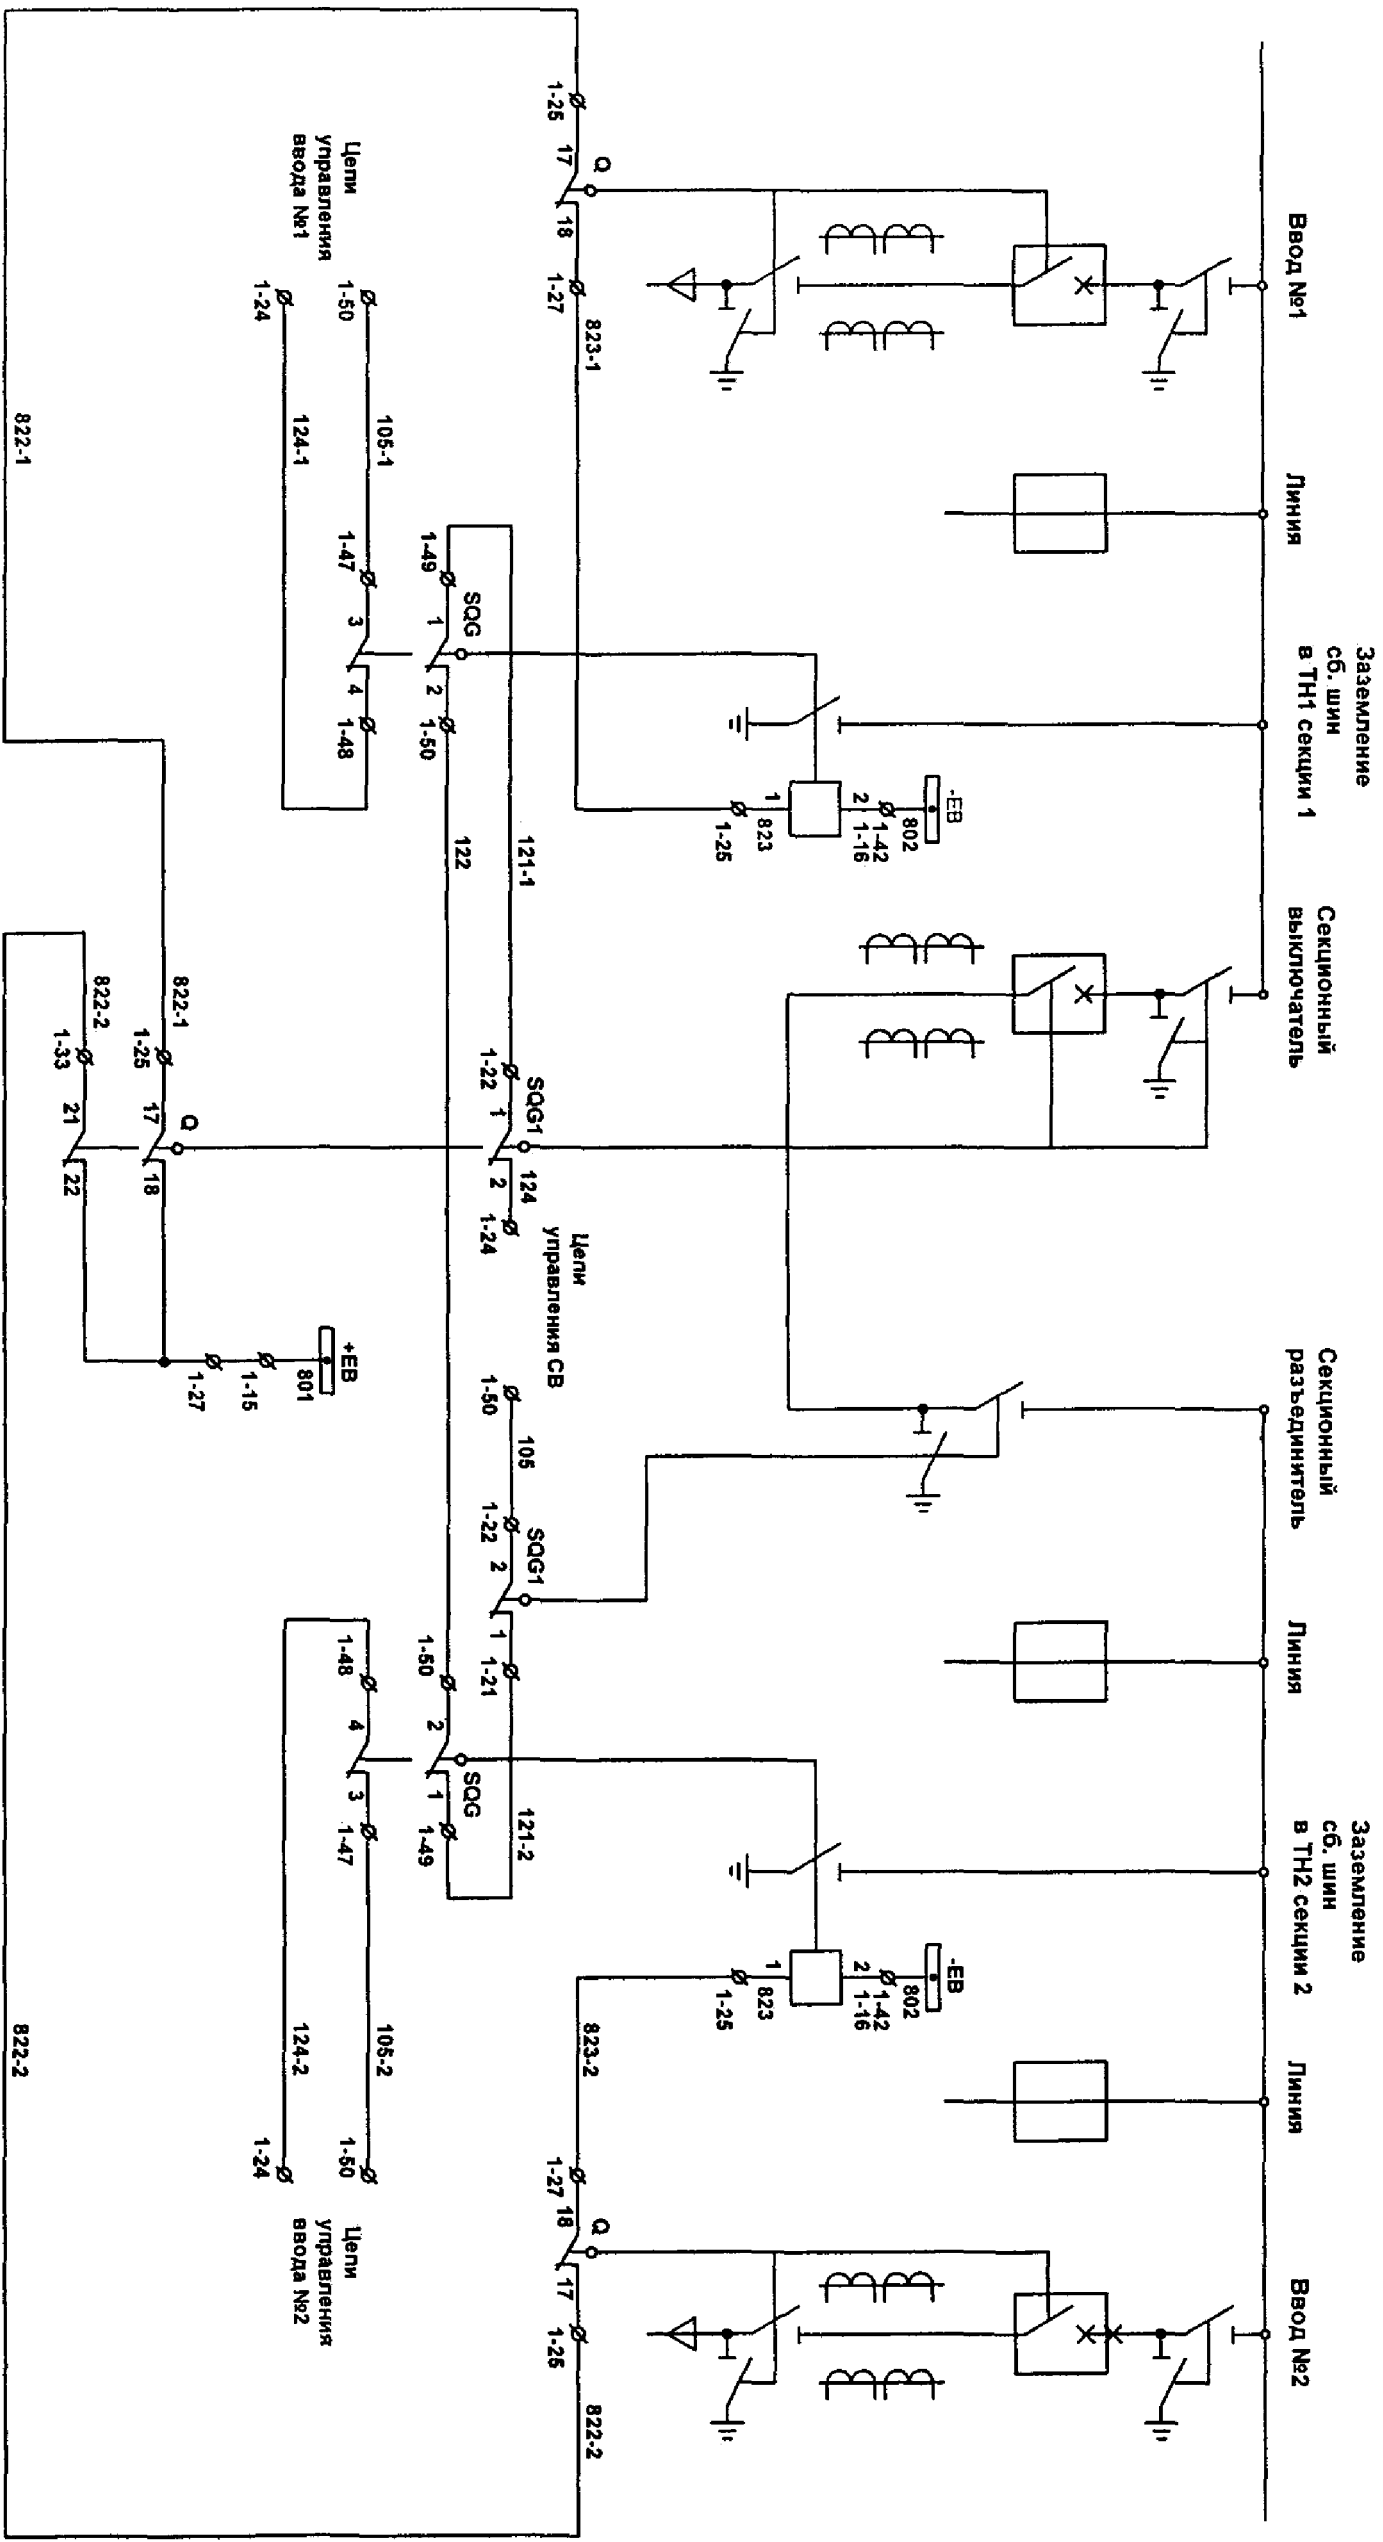 Ввод №1
Линия
Заземление
сб. шин
в ТН1 секции 1
Секционный
выключатель
Секционный
разъединитель
Линия
Заземление
сб. шин
в ТН2 секции 2
Линия
Ввод №2
-ЕВ
802
2
1-42
1-16
1
823
1-25
-ЕВ
802
2
1-42
1-16
1
823
1-25
1-25
17
Q
18
1-27
823-1
823-2
1-27
18
Q
17
1-25
822-2
121-1
1-22
SQG1
1
2
124
1-24
Цепи
управления СВ
1-50
105
1-22
SQG1
2
1
1-21
121-2
1-49
SQG
1
2
1-50
122
1-50
2
SQG
1
1-49
Цепи
управления
ввода №1
1-50
105-1
1-47
3
4
1-48
1-24
124-1
+ЕВ
801
1-15
1-27
1-48
4
3
1-47
105-2
1-50
124-2
1-24
Цепи
управления
ввода №2
822-1
1-25
17
Q
18
822-2
1-33
21
22
822-1
822-2